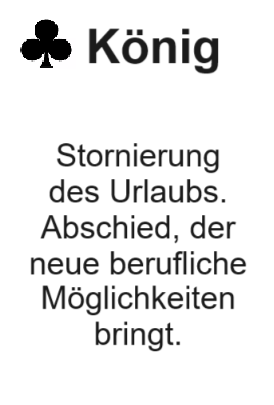 ♣ König
Stornierung
des Urlaubs.
Abschied, der
neue berufliche
Möglichkeiten
bringt.